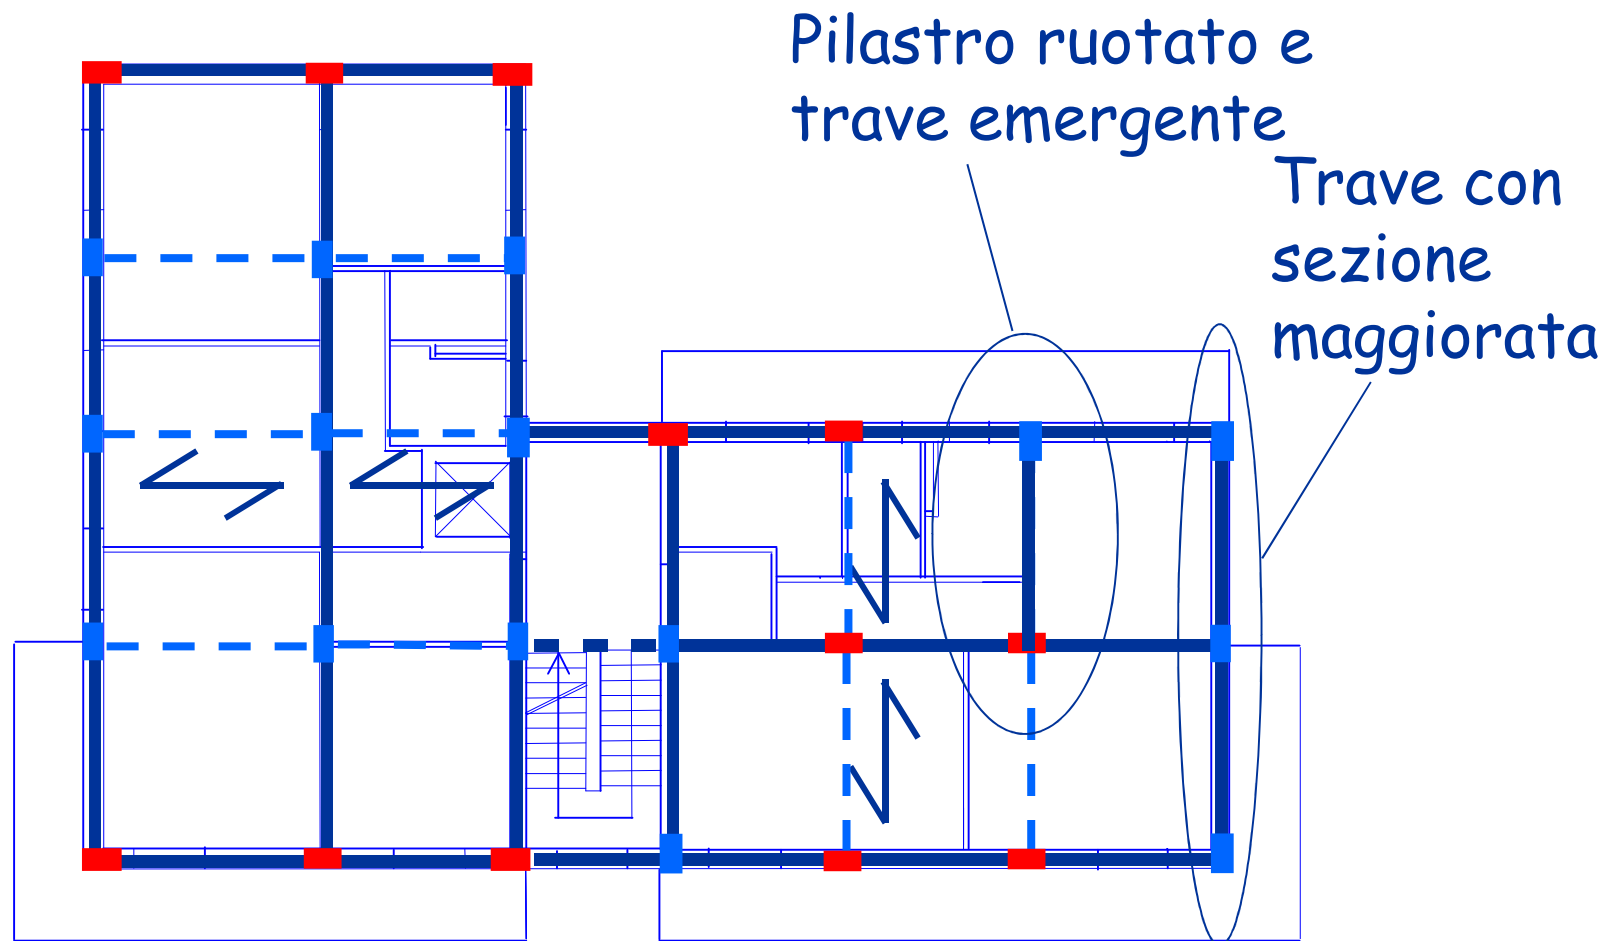 Pilastro ruotato e
trave emergente
Trave con
sezione
maggiorata